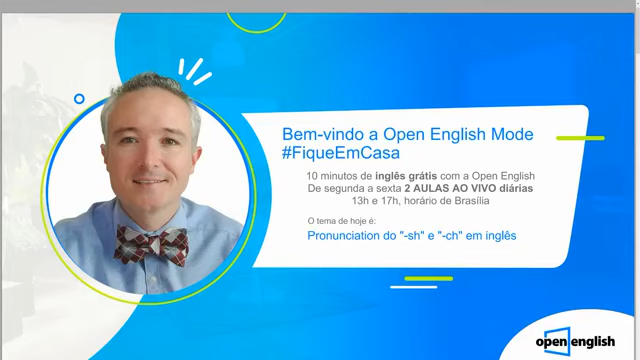 Bem-vindo a Open English Mode
#FiqueEmCasa
10 minutos de inglês grátis com a Open English
De segunda a sexta 2 AULAS AO VIVO diárias
13h e 17h, horário de Brasília
O tema de hoje é:
Pronunciation do "-sh" e "-ch" em inglês
open english